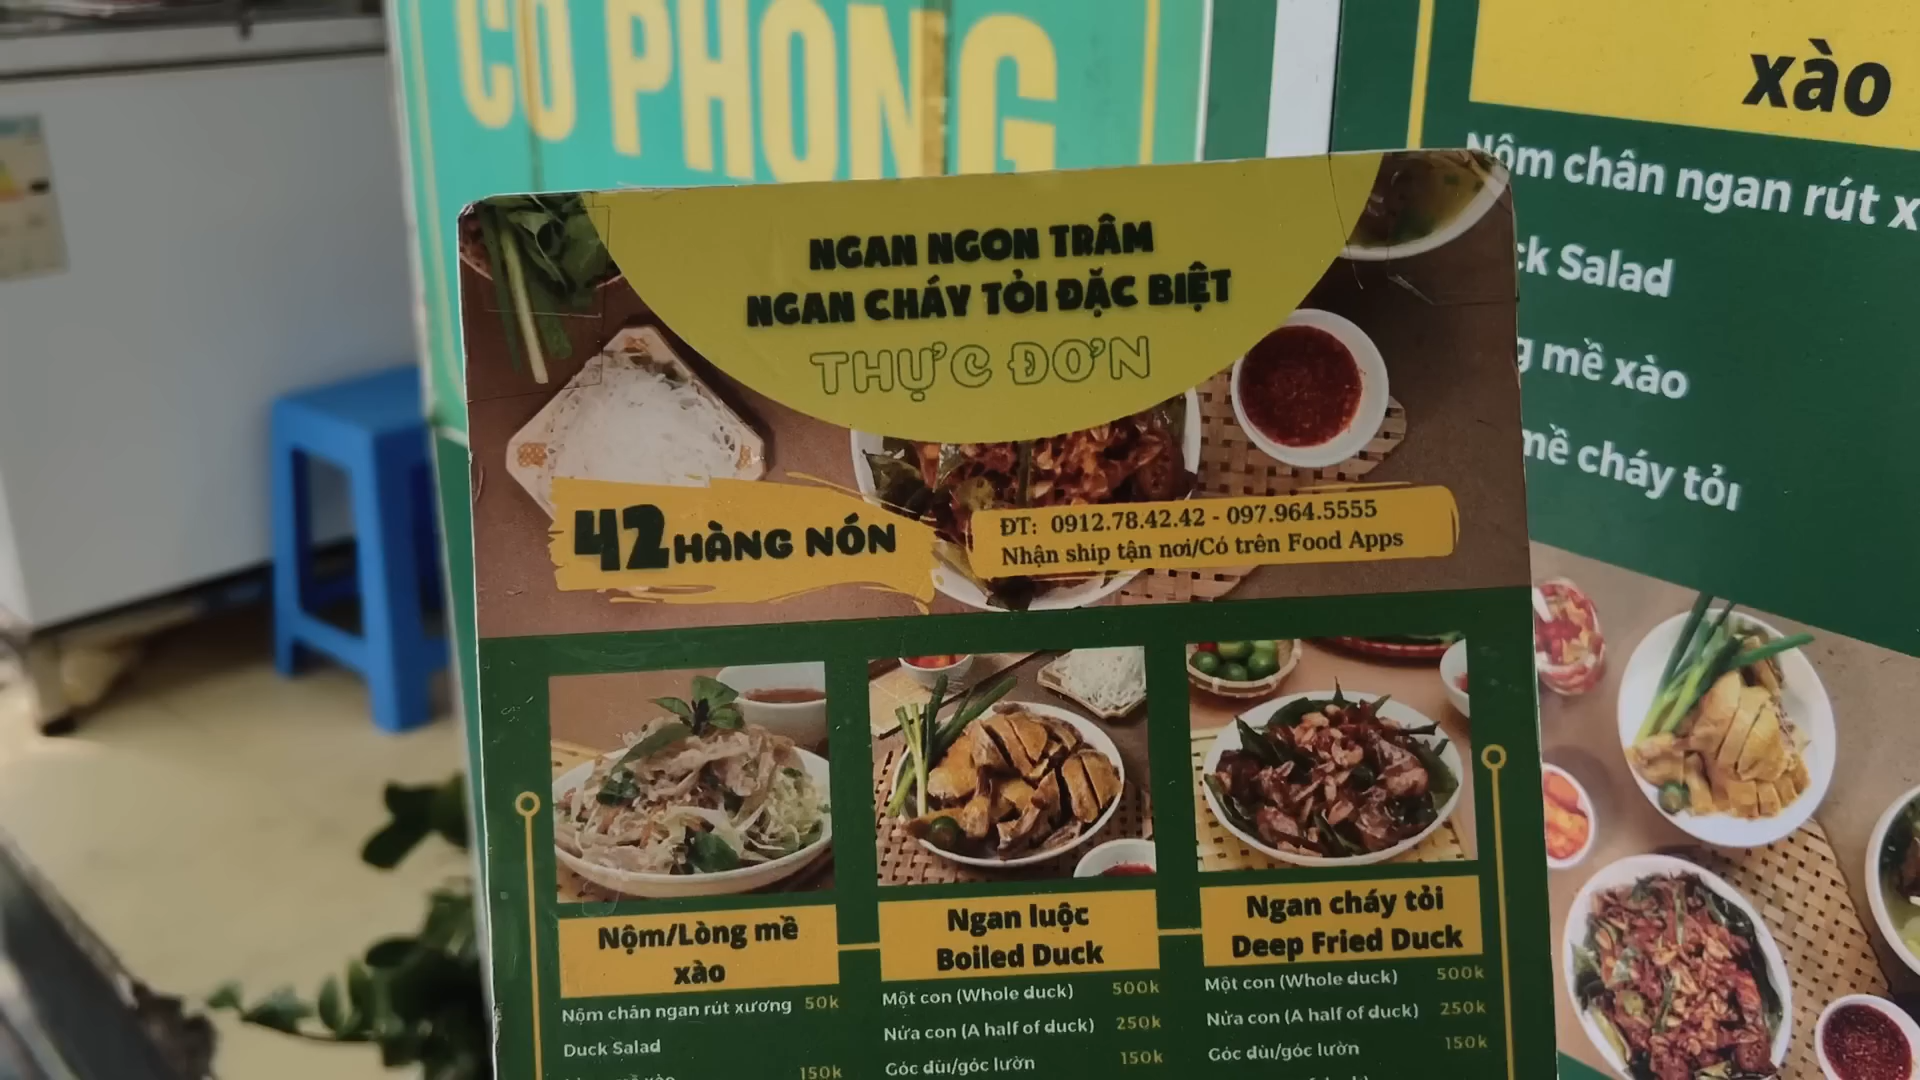 CÔ PHONG
NGAN NGON TRÂM
NGAN CHÁY TỎI ĐẶC BIỆT
THỰC ĐƠN
42 HÀNG NÓN
ĐT: 0912.78.42.42 - 097.964.5555
Nhận ship tận nơi/Có trên Food Apps
Nộm/Lòng mề
xào
Nộm chân ngan rút xương 50k
Duck Salad
150k
Ngan luộc
Boiled Duck
Một con (Whole duck) 500k
Nửa con (A half of duck) 250k
Góc đùi/góc lườn 150k
Ngan cháy tỏi
Deep Fried Duck
Một con (Whole duck) 500k
Nửa con (A half of duck) 250k
Góc đùi/góc lườn 150k
xào
Nộm chân ngan rút
Salad
mề xào
mề cháy tỏi